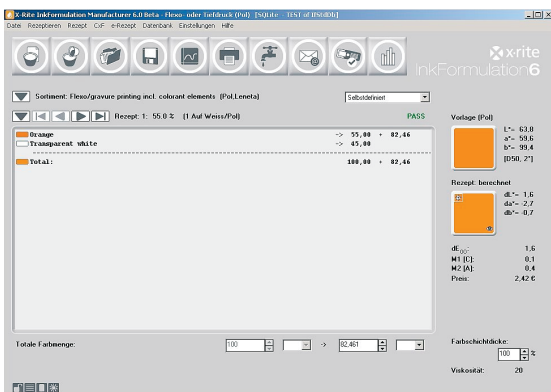 X-Rite InkFormulation Manufacturer 6.0 Beta - Flexo- oder Tiefdruck (Pol) [SQLite - TEST of IFStdDb]
Datei Rezeptieren Rezept CxF e-Rezept Datenbank Einstellungen Hilfe
x-rite
inkFormulation6
Sortiment: Flexo/gravure printing incl. colorant elements (Pol,Leneta)
Selbstdefiniert
Rezept: 1: 55.0 % (1 Auf Weiss/Pol)
PASS
Orange -> 55,00 + 82,46
Transparent white -> 45,00
Total: 100,00 + 82,46
Vorlage (Pol)
L*= 63,8
a*= 59,6
b*= 99,4
[D50, 2°]
Rezept: berechnet
dL*= 1,6
da*= -2,7
db*= -0,7
dE00: 1,6
M1 [C]: 0,1
M2 [A]: 0,4
Preis: 2,42 €
Totale Farbmenge: 100 -> 82,461
Farbschichtdicke:
100 %
Viskosität: 20